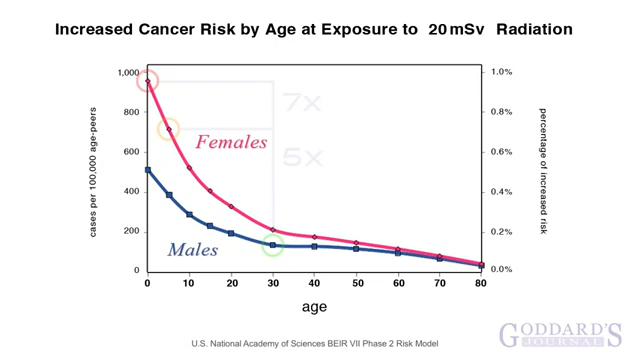 Increased Cancer Risk by Age at Exposure to 20 mSv Radiation
cases per 100,000 age-peers
1,000
800
600
400
200
0
7x
5x
Females
Males
1.0%
0.8%
0.6%
0.4%
0.2%
0.0%
percentage of increased risk
0 10 20 30 40 50 60 70 80
age
U.S. National Academy of Sciences BEIR VII Phase 2 Risk Model
GODDARD'S
JOURNAL